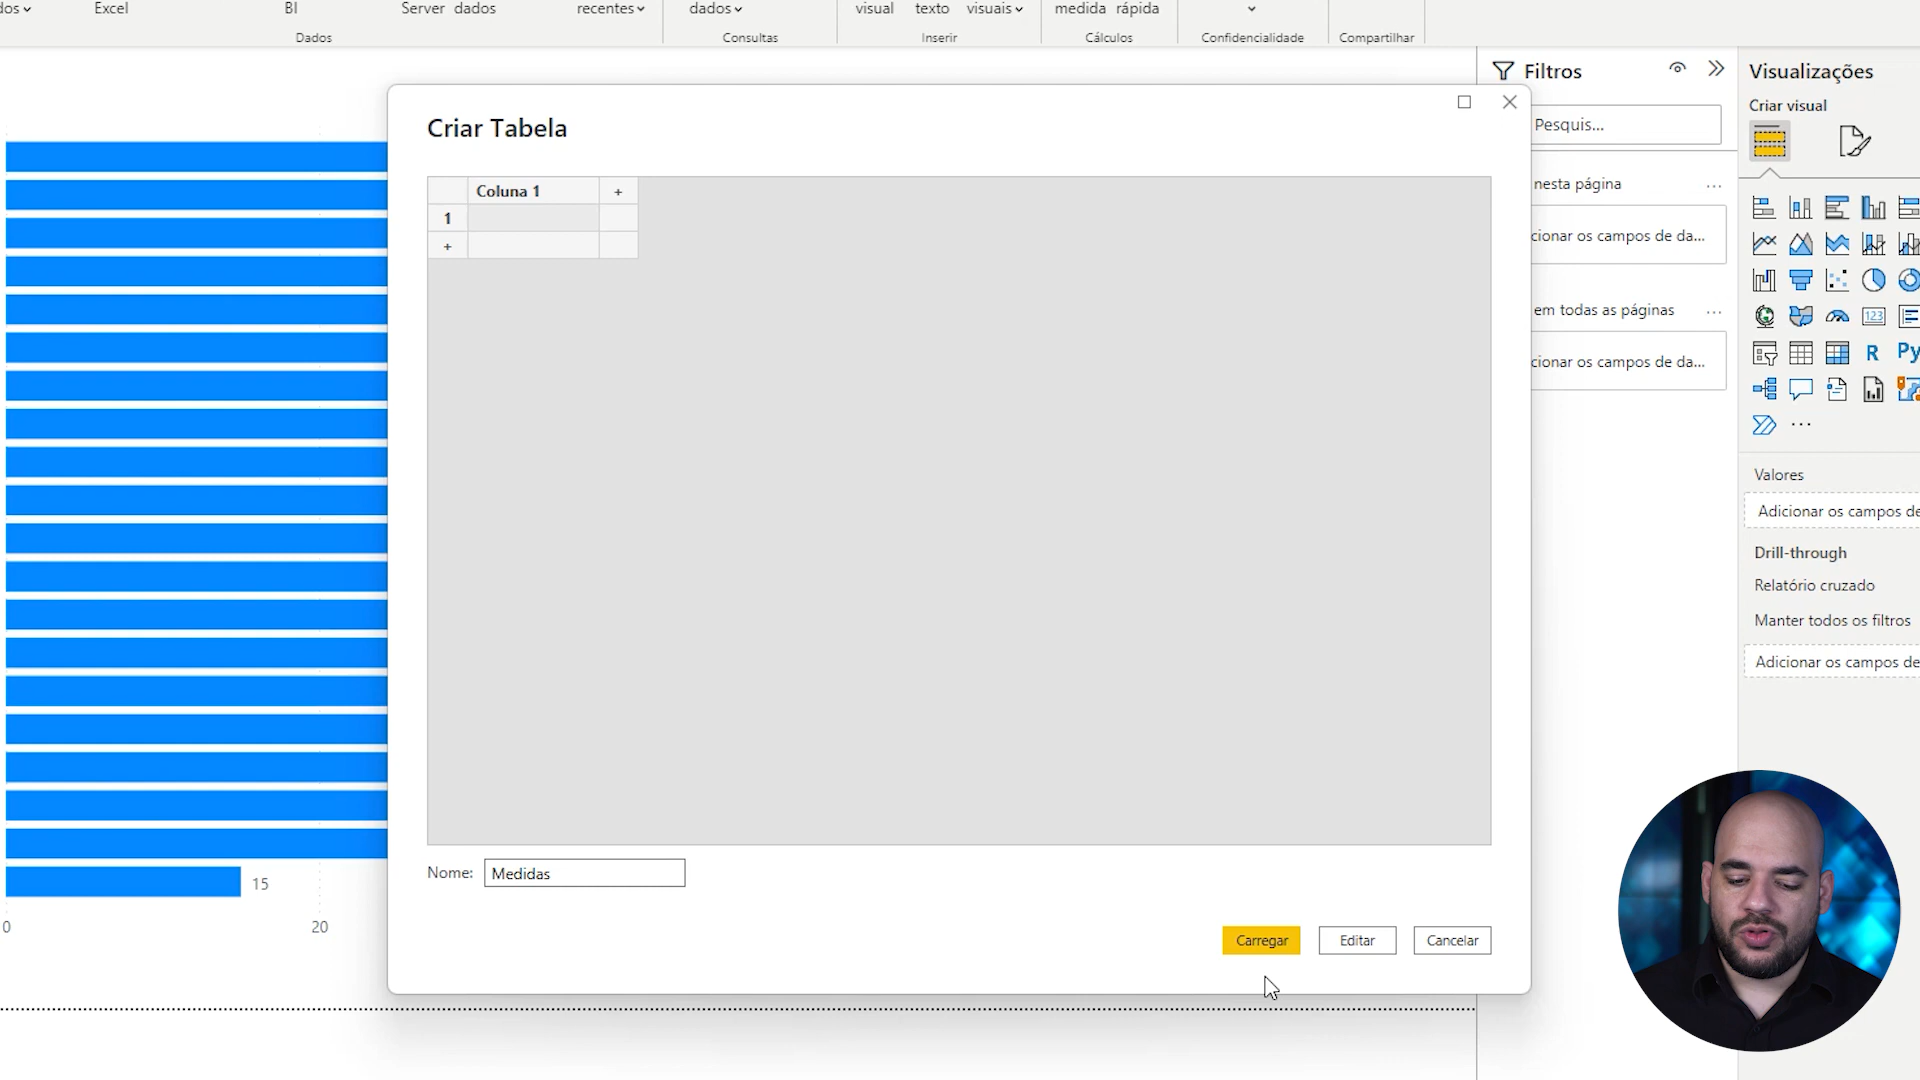 dos
Excel
BI
Server
dados
recentes
dados
visual
texto
visuais
medida
rápida
Dados
Consultas
Inserir
Cálculos
Confidencialidade
Compartilhar
Filtros
Pesquis...
nesta página
...
cionar os campos de da...
em todas as páginas
...
cionar os campos de da...
Visualizações
Criar visual
123
R
Py
...
Valores
Adicionar os campos de
Drill-through
Relatório cruzado
Manter todos os filtros
Adicionar os campos de
Criar Tabela
Coluna 1
+
1
+
Nome:
Medidas
Carregar
Editar
Cancelar
15
0
20